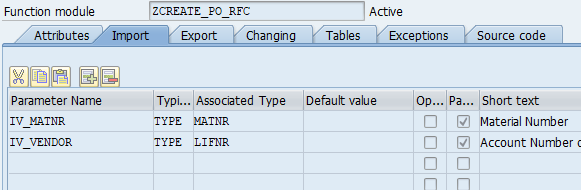 Function module ZCREATE_PO_RFC Active
Attributes Import Export Changing Tables Exceptions Source code
Parameter Name Typi... Associated Type Default value Op... Pa... Short text
IV_MATNR TYPE MATNR Material Number
IV_VENDOR TYPE LIFNR Account Number